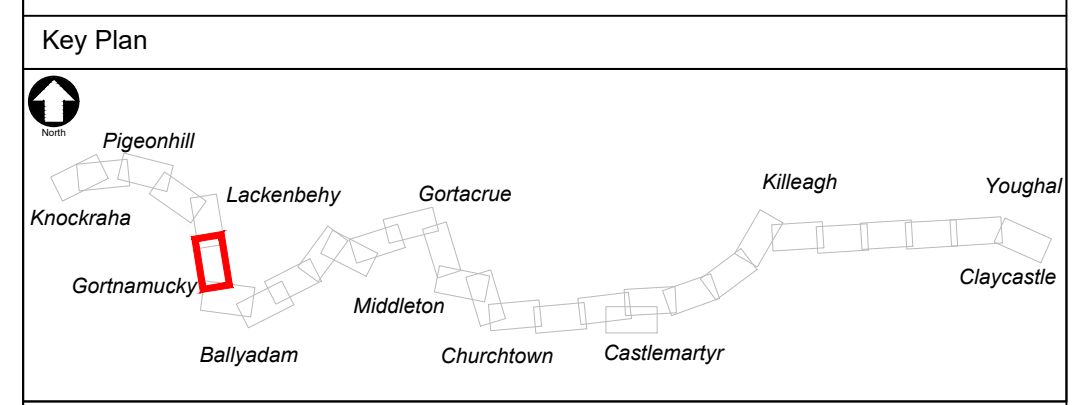 Key Plan
North
Pigeonhill
Lackenbehy
Gortacrue
Killeagh
Youghal
Knockraha
Gortnamucky
Middleton
Claycastle
Ballyadam
Churchtown
Castlemartyr